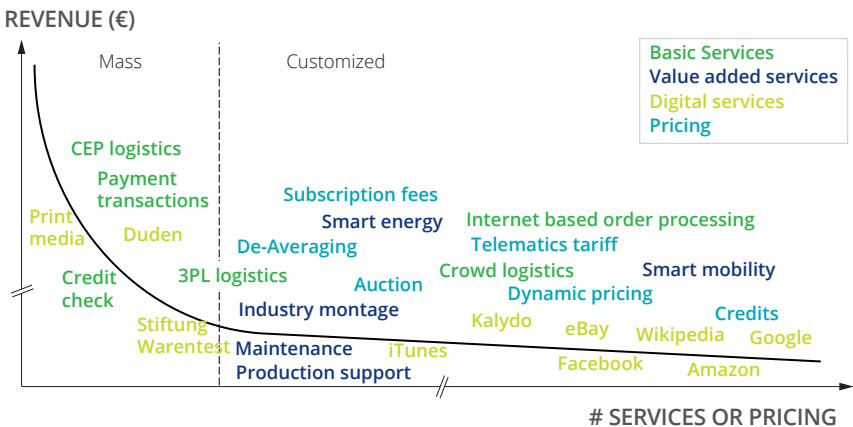 REVENUE (€)
Mass
Customized
Basic Services
Value added services
Digital services
Pricing
CEP logistics
Payment
transactions
Print
media
Duden
Credit
check
3PL logistics
Stiftung
Warentest
Subscription fees
Smart energy
De-Averaging
Auction
Industry montage
Maintenance
Production support
iTunes
Internet based order processing
Telematics tariff
Crowd logistics
Smart mobility
Dynamic pricing
Credits
Kalydo
eBay
Wikipedia
Google
Facebook
Amazon
# SERVICES OR PRICING